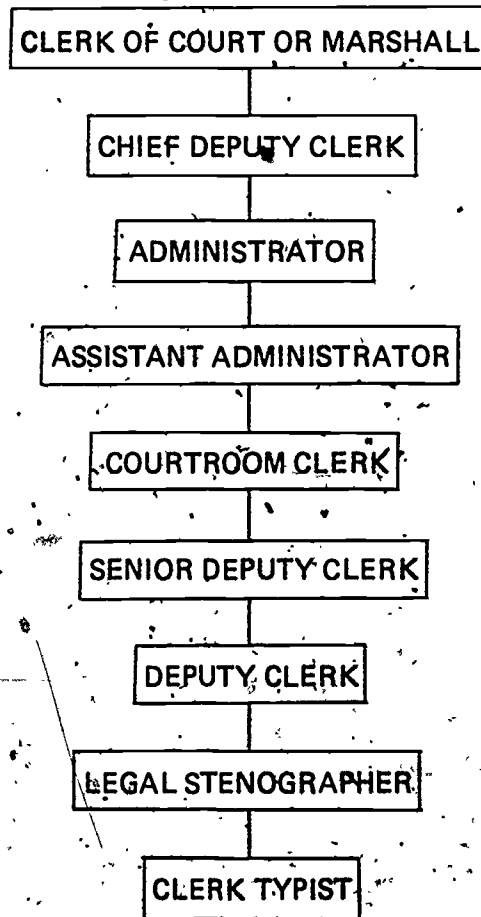 CLERK OF COURT OR MARSHALL
CHIEF DEPUTY CLERK
ADMINISTRATOR
ASSISTANT ADMINISTRATOR
COURTROOM CLERK
SENIOR DEPUTY CLERK
DEPUTY CLERK
LEGAL STENOGRAPHER
CLERK TYPIST